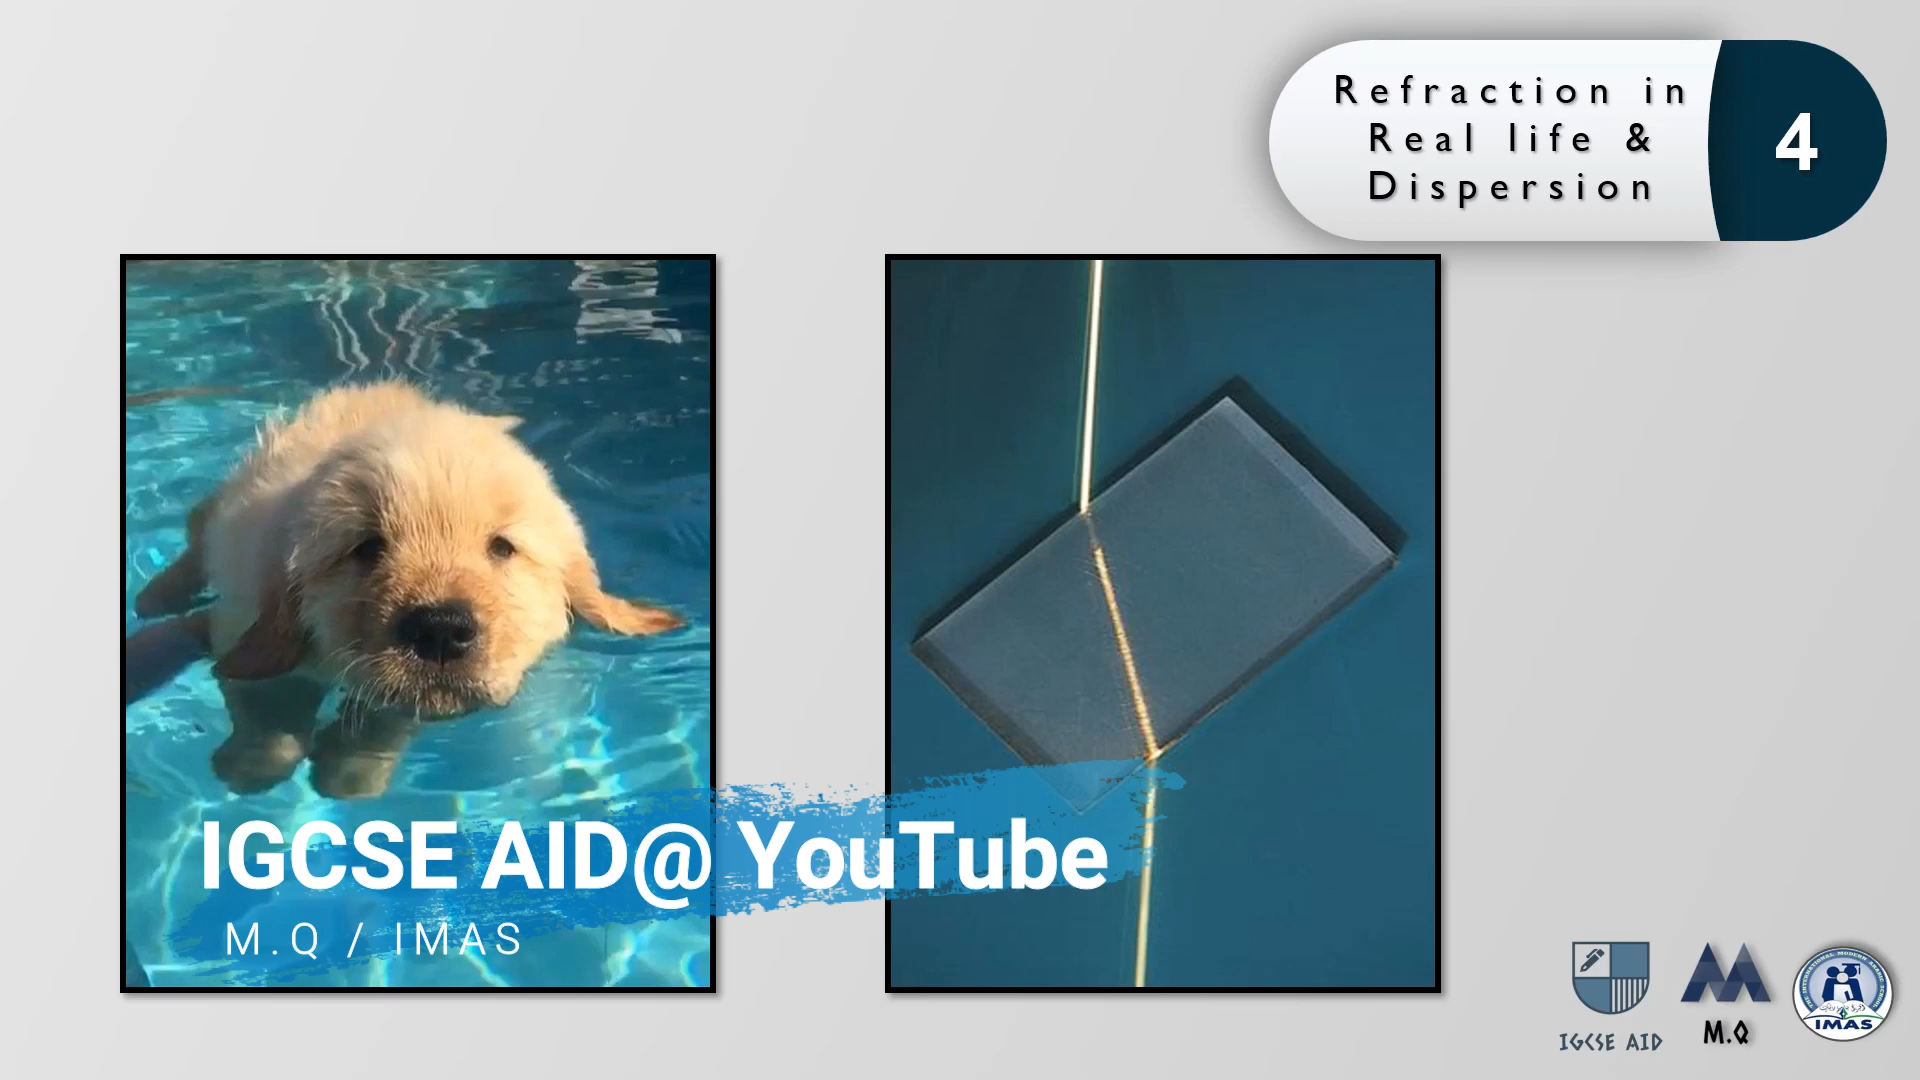 Refraction in
Real life &
Dispersion
4
IGCSE AID@ YouTube
M.Q / IMAS
IGCSE AID
M.Q
IMAS